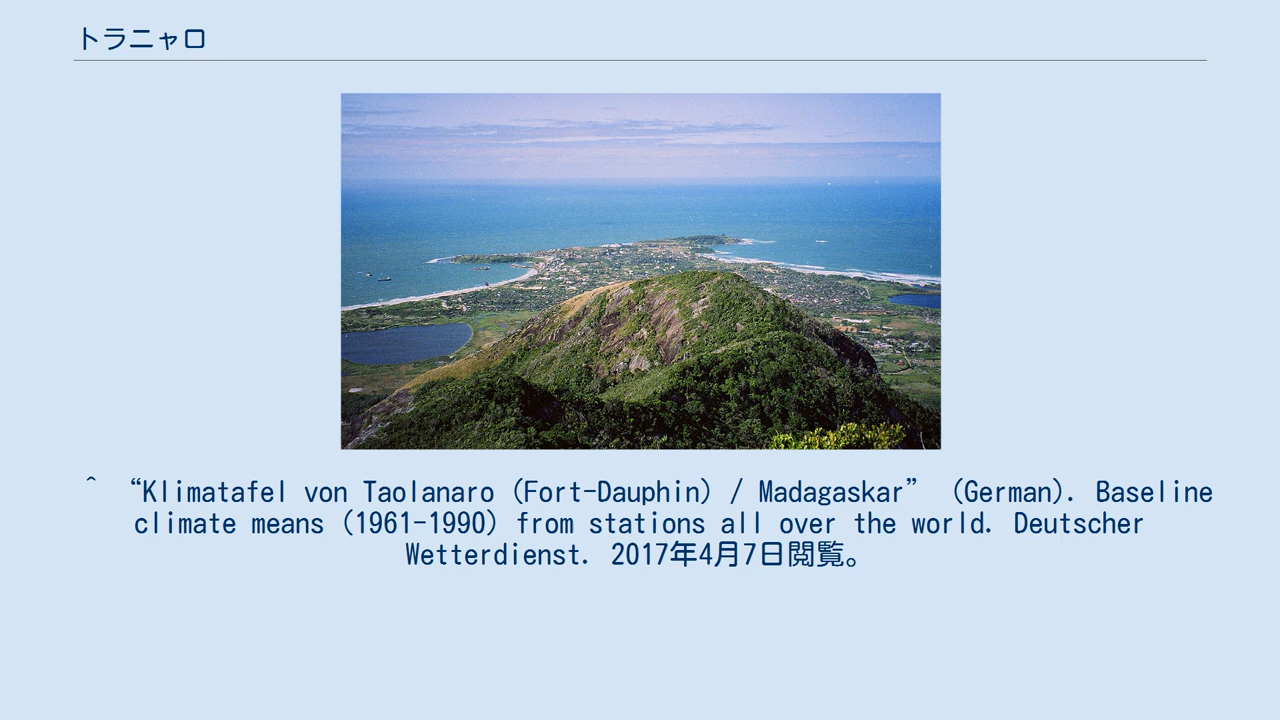 トラニャロ
^ “Klimatafel von Taolanaro (Fort-Dauphin) / Madagaskar” (German). Baseline
climate means (1961-1990) from stations all over the world. Deutscher
Wetterdienst. 2017年4月7日閲覧。